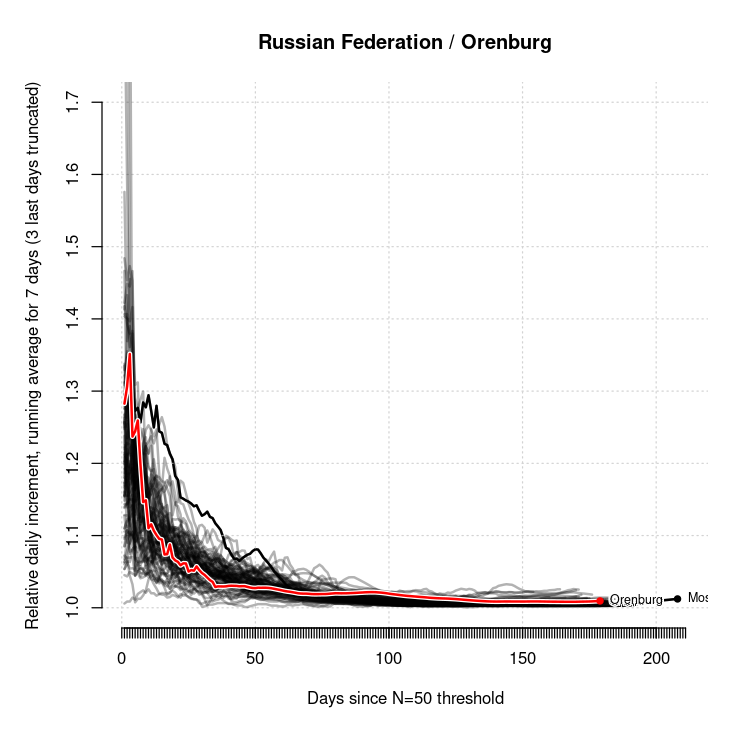 Russian Federation / Orenburg
Relative daily increment, running average for 7 days (3 last days truncated)
1.7
1.6
1.5
1.4
1.3
1.2
1.1
1.0
Orenburg
Mos
0 50 100 150 200
Days since N=50 threshold